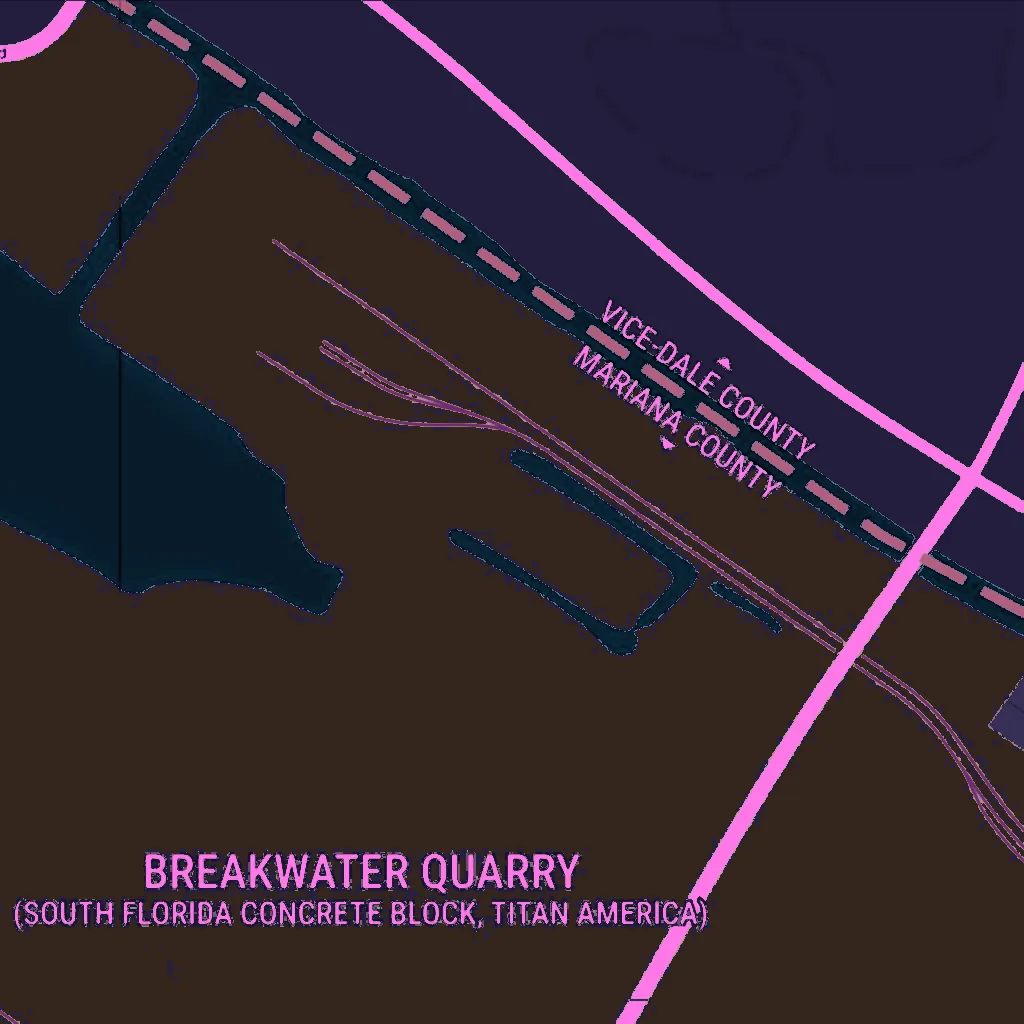 VICE-DALE COUNTY
MARIANA COUNTY
BREAKWATER QUARRY
(SOUTH FLORIDA CONCRETE BLOCK, TITAN AMERICA)